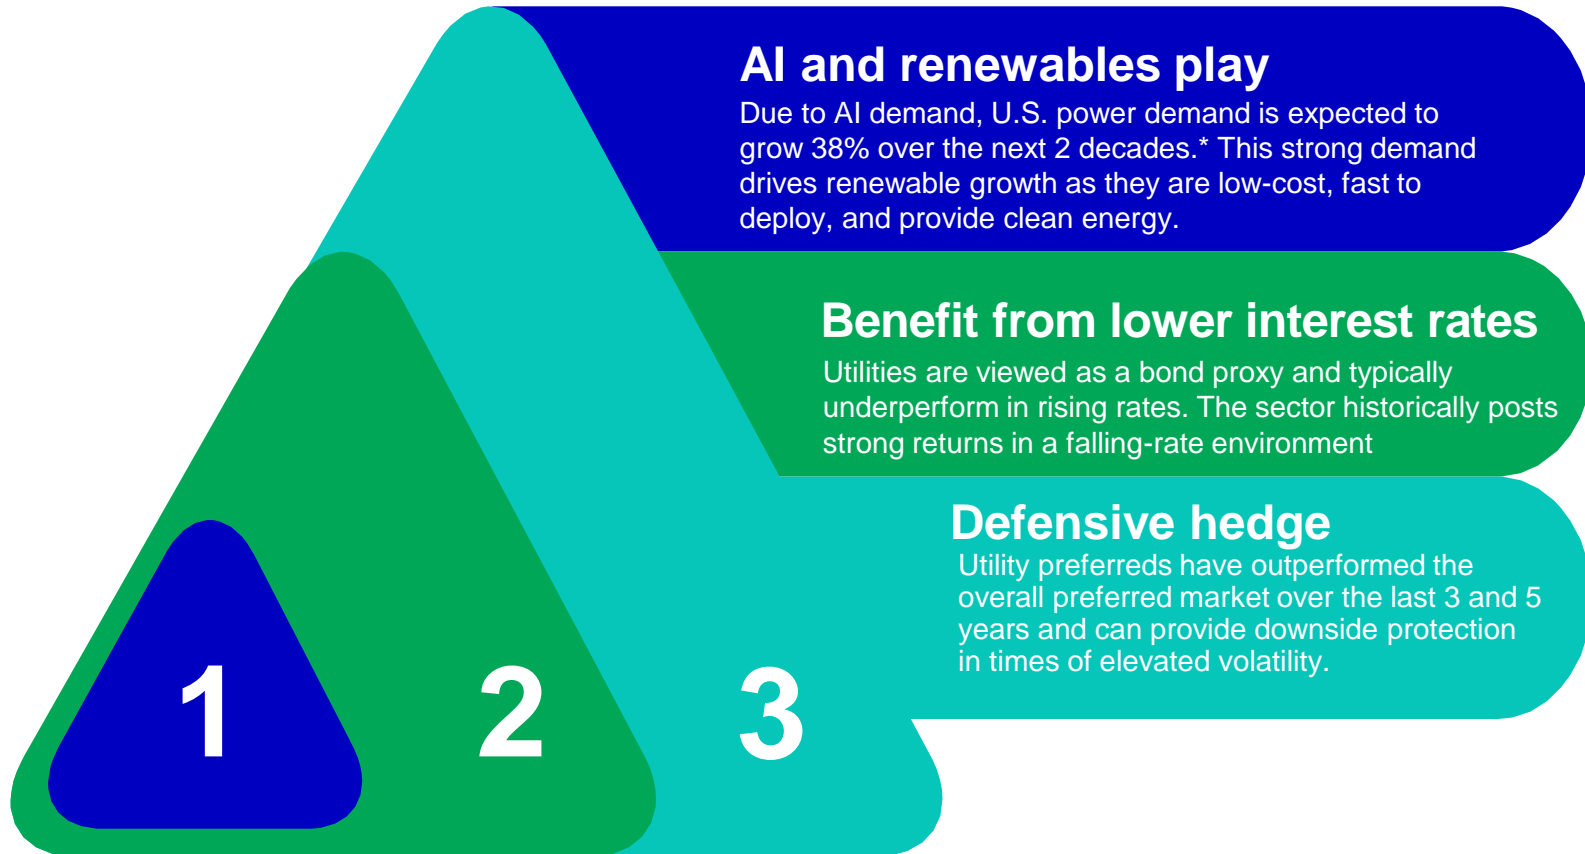 AI and renewables play
Due to AI demand, U.S. power demand is expected to
grow 38% over the next 2 decades.* This strong demand
drives renewable growth as they are low-cost, fast to
deploy, and provide clean energy.
Benefit from lower interest rates
Utilities are viewed as a bond proxy and typically
underperform in rising rates. The sector historically posts
strong returns in a falling-rate environment
Defensive hedge
Utility preferreds have outperformed the
overall preferred market over the last 3 and 5
years and can provide downside protection
in times of elevated volatility.
1 2 3